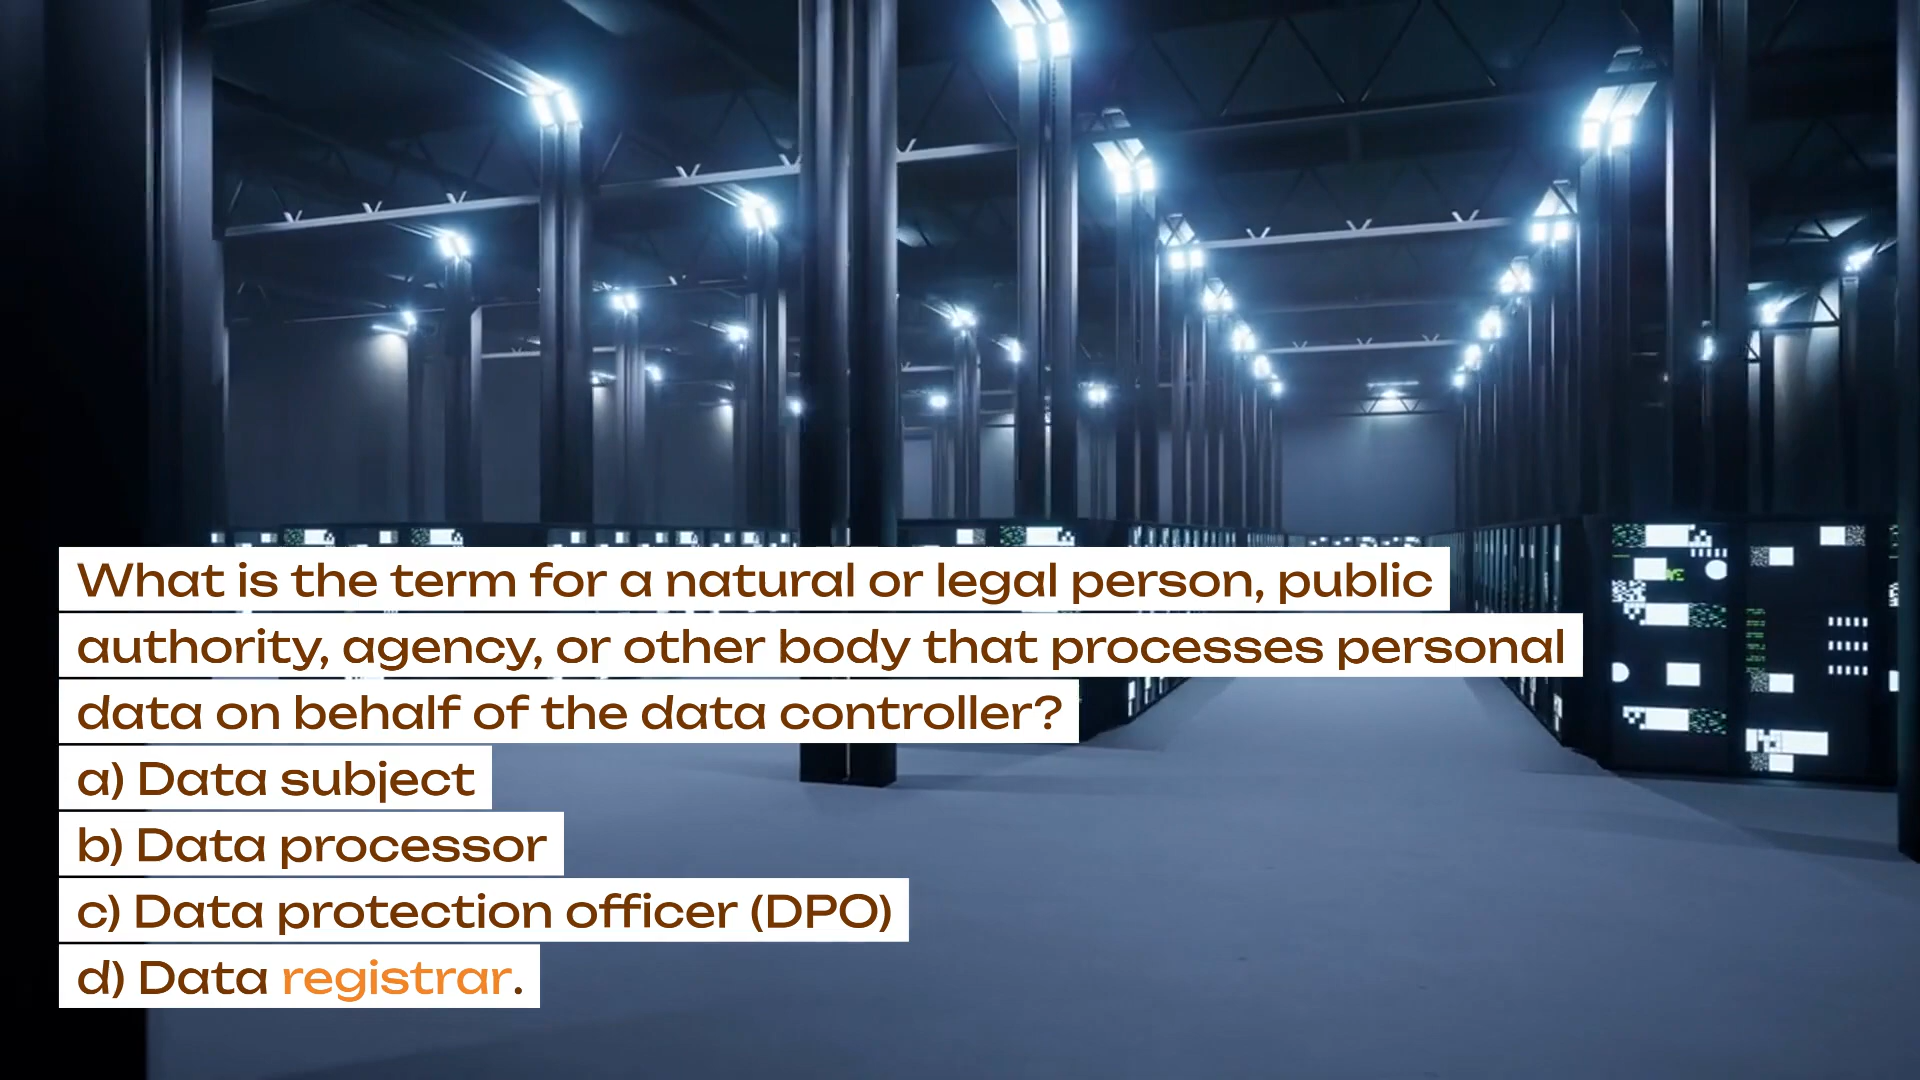 What is the term for a natural or legal person, public
authority, agency, or other body that processes personal
data on behalf of the data controller?
a) Data subject
b) Data processor
c) Data protection officer (DPO)
d) Data registrar.